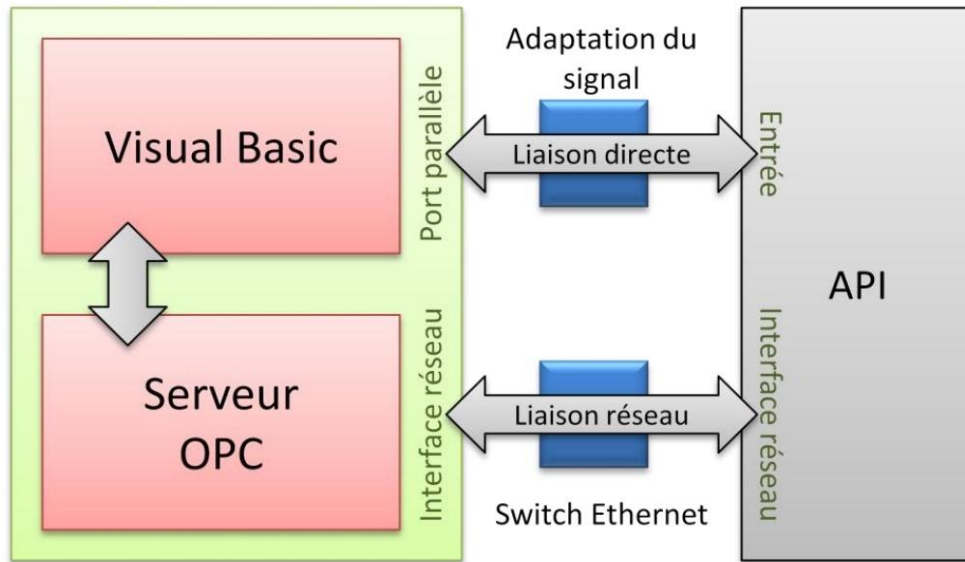 Visual Basic
Port parallèle
Adaptation du
signal
Liaison directe
Entrée
API
Serveur
OPC
Interface réseau
Liaison réseau
Switch Ethernet
Interface réseau